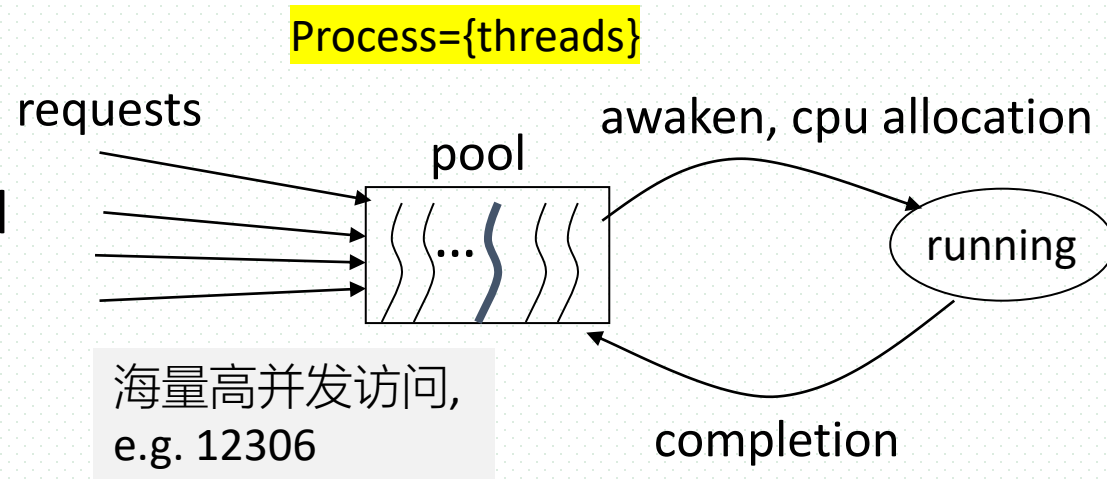 Process={threads}
requests
awaken, cpu allocation
pool
...
running
海量高并发访问,
e.g. 12306
completion